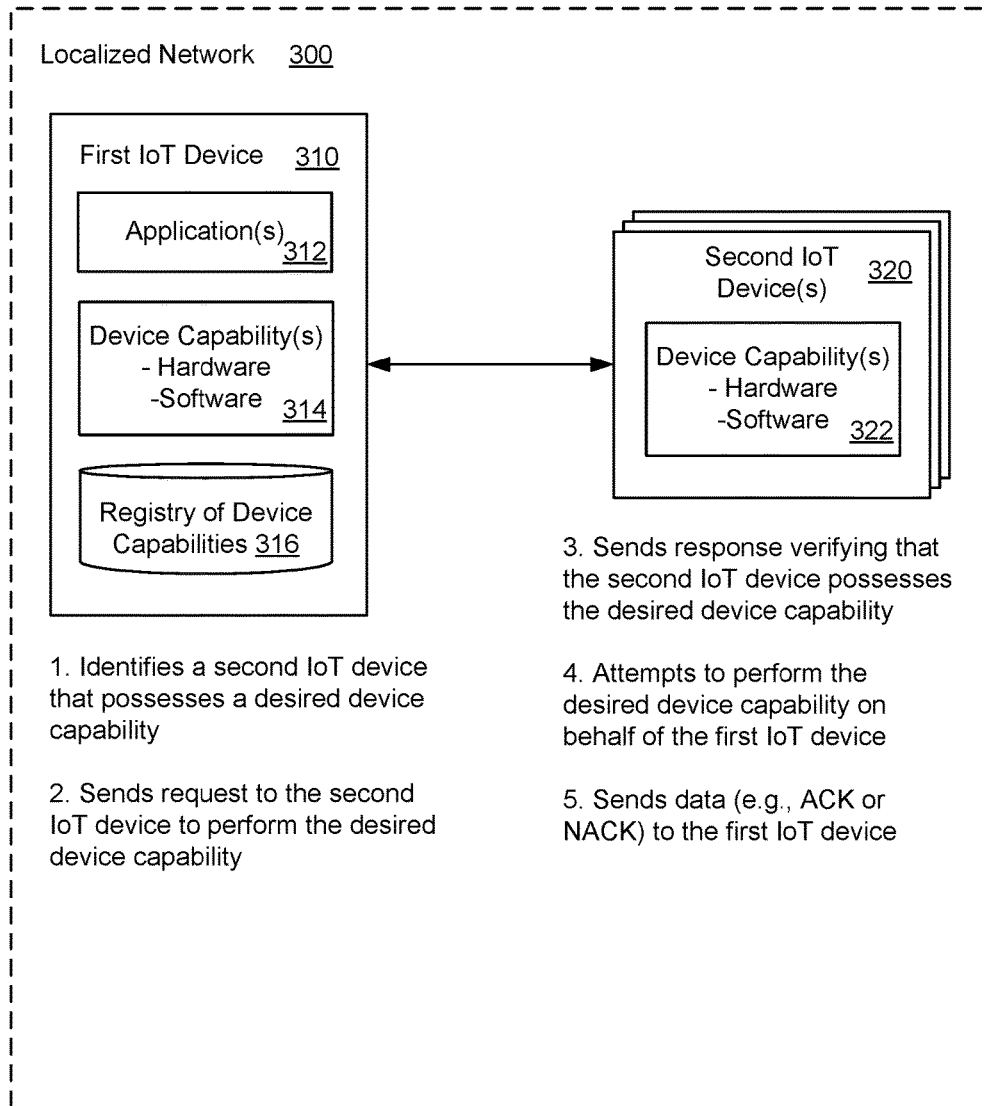 Localized Network 300
First IoT Device 310
Application(s) 312
Device Capability(s)
- Hardware
-Software 314
Registry of Device
Capabilities 316
Second IoT
Device(s) 320
Device Capability(s)
- Hardware
-Software 322
1. Identifies a second IoT device
that possesses a desired device
capability
2. Sends request to the second
IoT device to perform the desired
device capability
3. Sends response verifying that
the second IoT device possesses
the desired device capability
4. Attempts to perform the
desired device capability on
behalf of the first IoT device
5. Sends data (e.g., ACK or
NACK) to the first IoT device